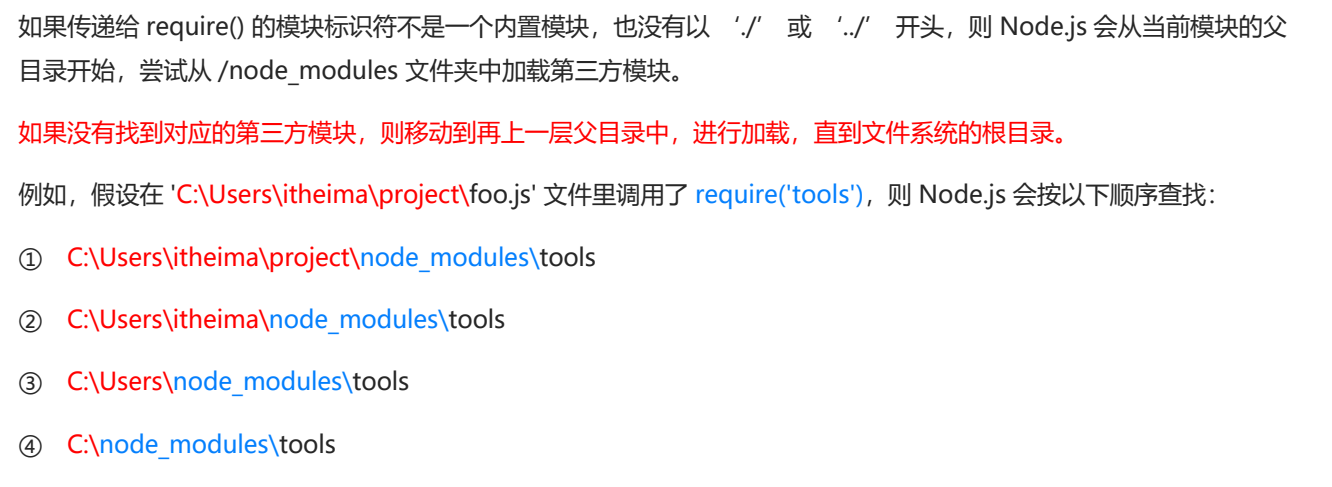 如果传递给 require() 的模块标识符不是一个内置模块，也没有以 ‘./’ 或 ‘../’ 开头，则 Node.js 会从当前模块的父
目录开始，尝试从 /node_modules 文件夹中加载第三方模块。
如果没有找到对应的第三方模块，则移动到再上一层父目录中，进行加载，直到文件系统的根目录。
例如，假设在 'C:\Users\itheima\project\foo.js' 文件里调用了 require('tools')，则 Node.js 会按以下顺序查找：
① C:\Users\itheima\project\node_modules\tools
② C:\Users\itheima\node_modules\tools
③ C:\Users\node_modules\tools
④ C:\node_modules\tools